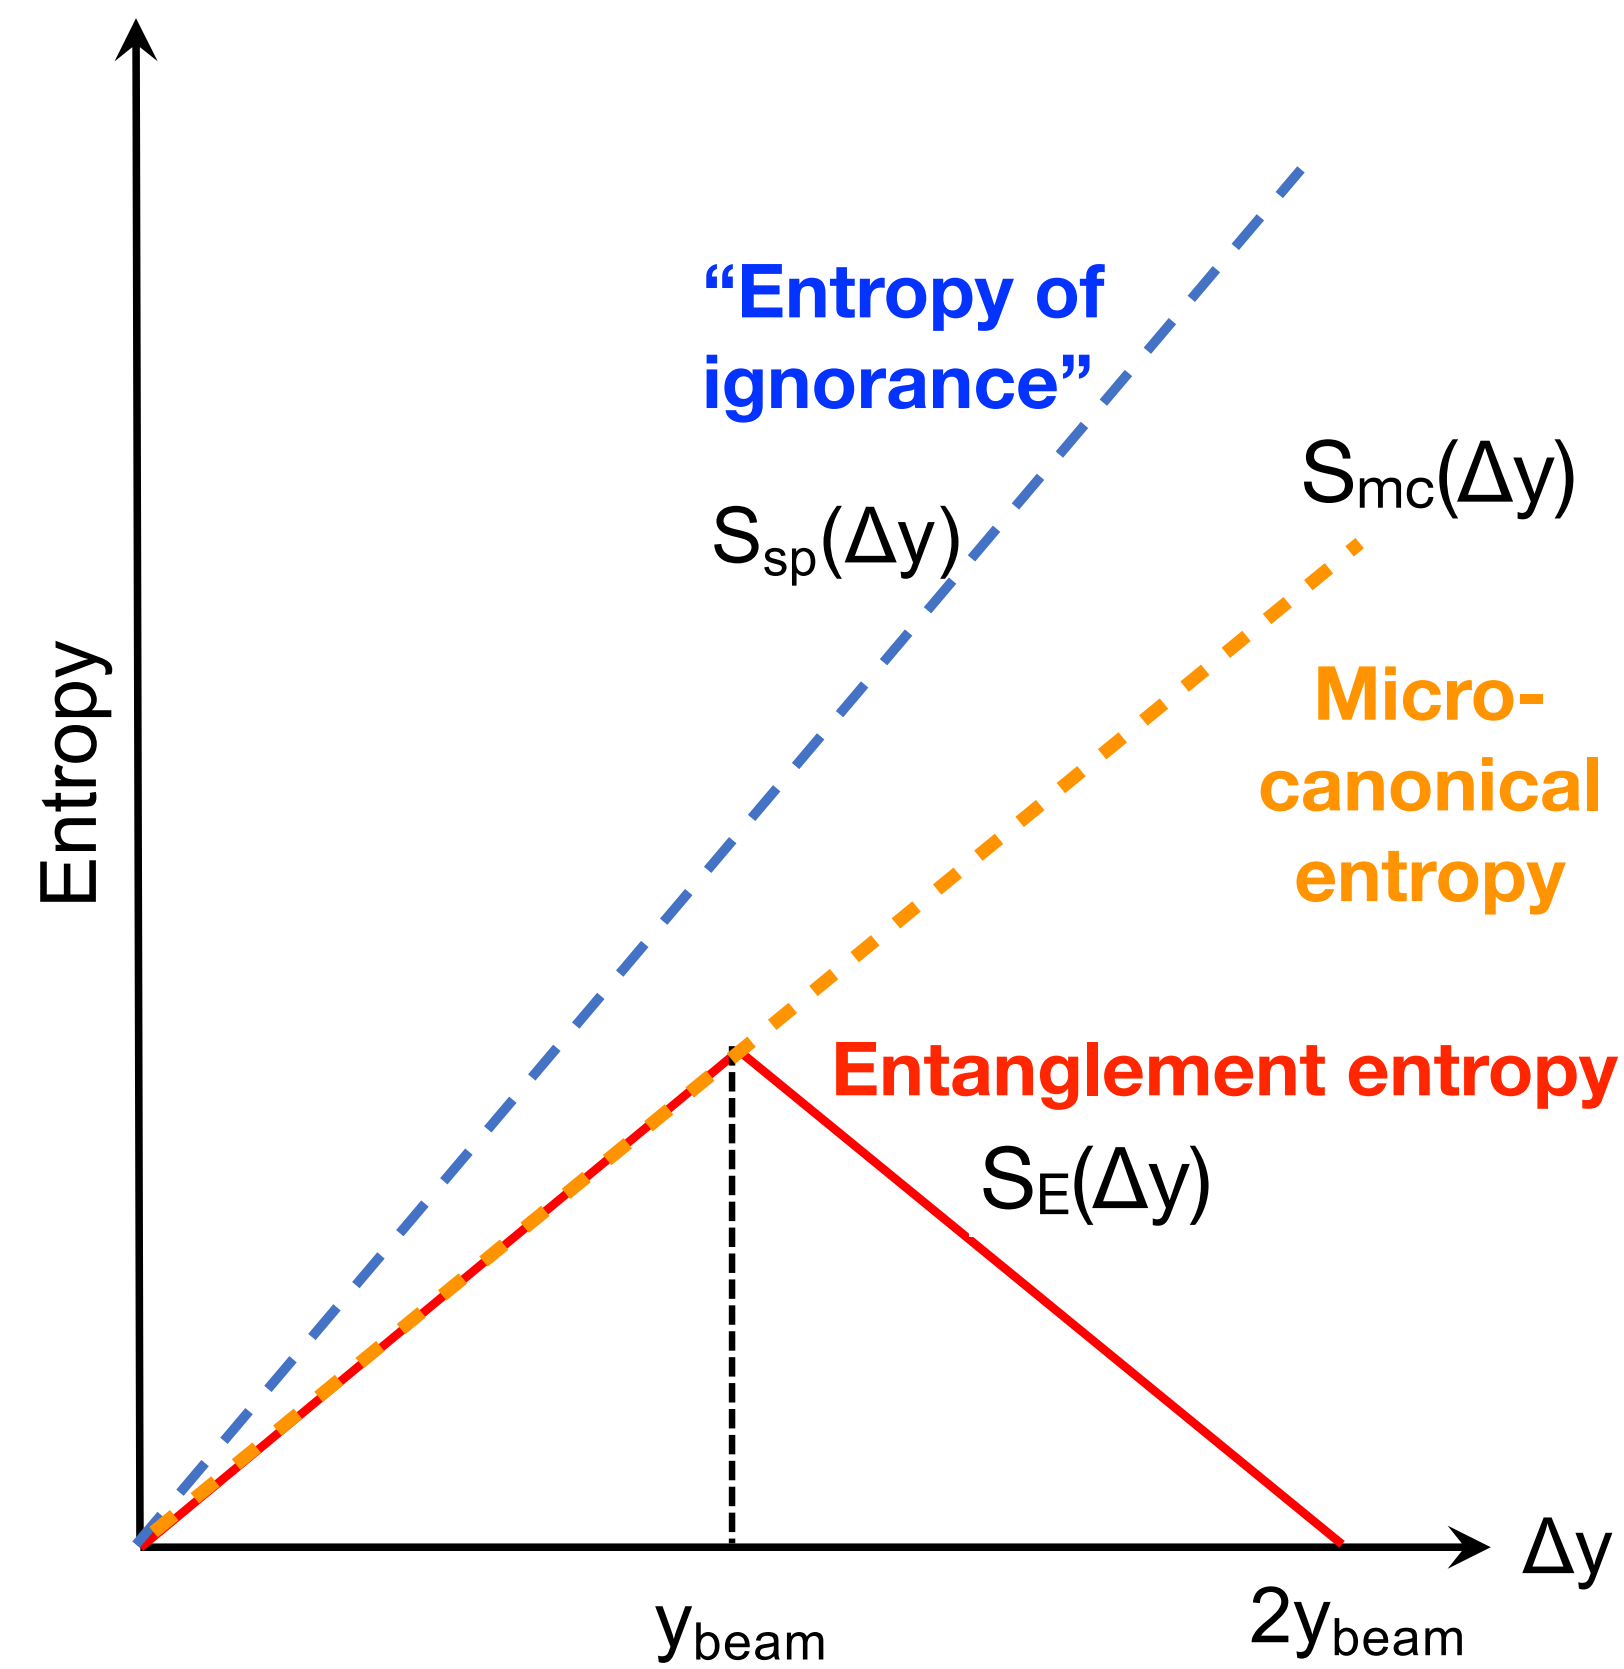 “Entropy of
ignorance”
Ssp(Δy)
Smc(Δy)
Micro-
canonical
entropy
Entropy
Entanglement entropy
SE(Δy)
Δy
ybeam
2ybeam